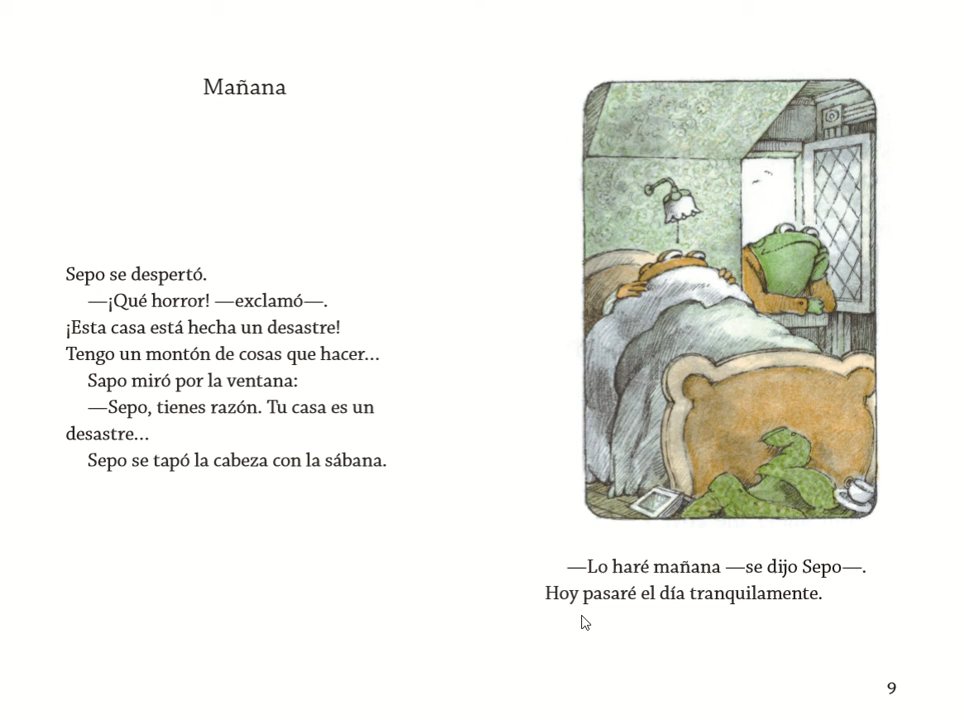 Mañana
Sepo se despertó.
—¡Qué horror! —exclamó—.
¡Esta casa está hecha un desastre!
Tengo un montón de cosas que hacer...
Sapo miró por la ventana:
—Sepo, tienes razón. Tu casa es un
desastre...
Sepo se tapó la cabeza con la sábana.
—Lo haré mañana —se dijo Sepo—.
Hoy pasaré el día tranquilamente.
9